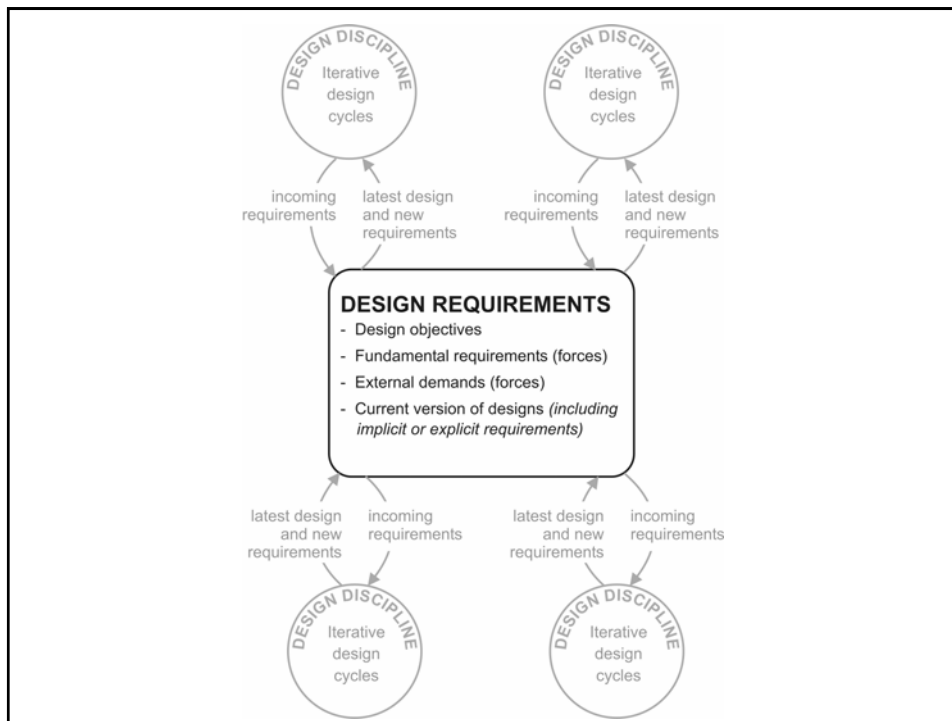 DESIGN DISCIPLINE
Iterative
design
cycles
DESIGN DISCIPLINE
Iterative
design
cycles
incoming
requirements
latest design
and new
requirements
incoming
requirements
latest design
and new
requirements
DESIGN REQUIREMENTS
- Design objectives
- Fundamental requirements (forces)
- External demands (forces)
- Current version of designs (including
implicit or explicit requirements)
latest design
and new
requirements
incoming
requirements
latest design
and new
requirements
incoming
requirements
DESIGN DISCIPLINE
Iterative
design
cycles
DESIGN DISCIPLINE
Iterative
design
cycles